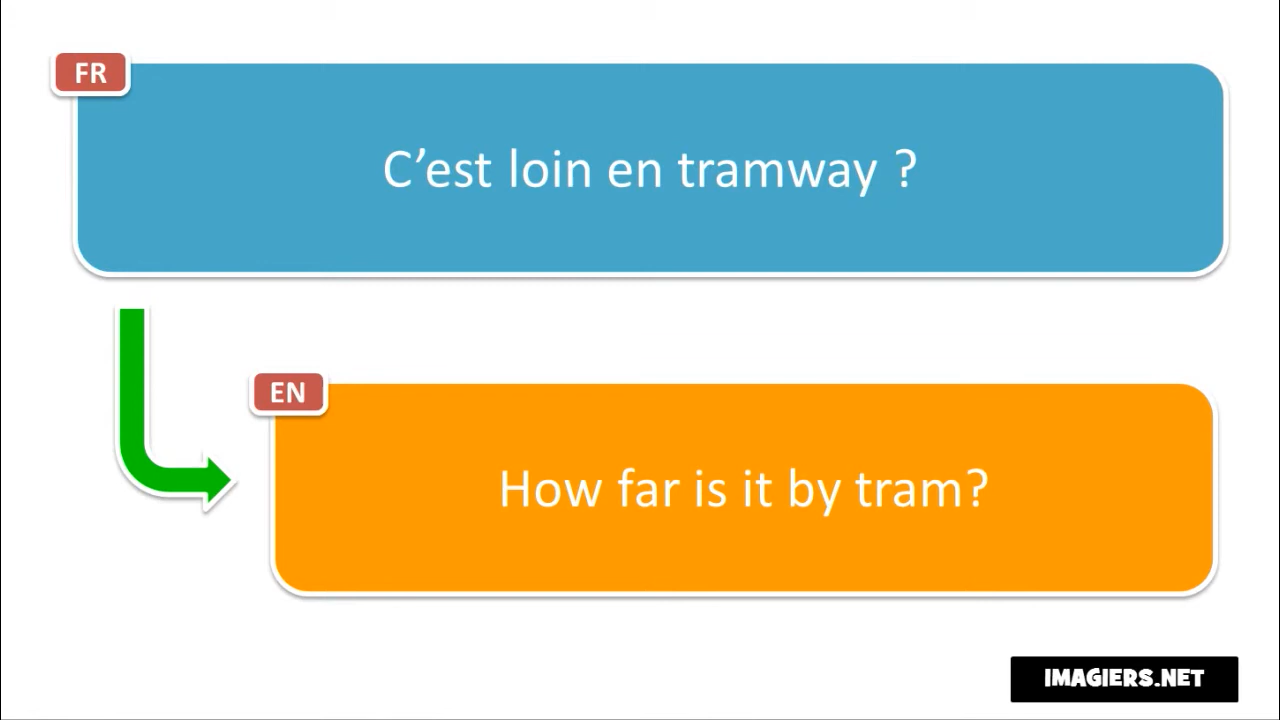 FR
C’est loin en tramway ?
EN
How far is it by tram?
IMAGIERS.NET